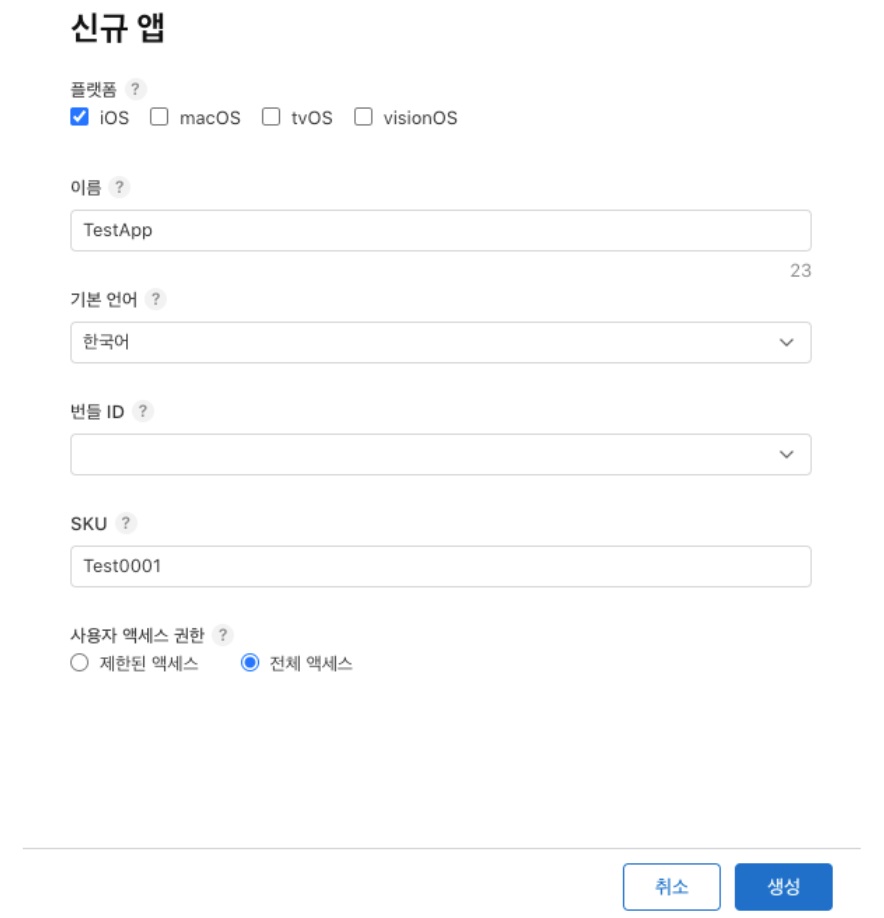 신규 앱
플랫폼 ?
iOS macOS tvOS visionOS
이름 ?
TestApp
23
기본 언어 ?
한국어
번들 ID ?
SKU ?
Test0001
사용자 액세스 권한 ?
제한된 액세스 전체 액세스
취소 생성